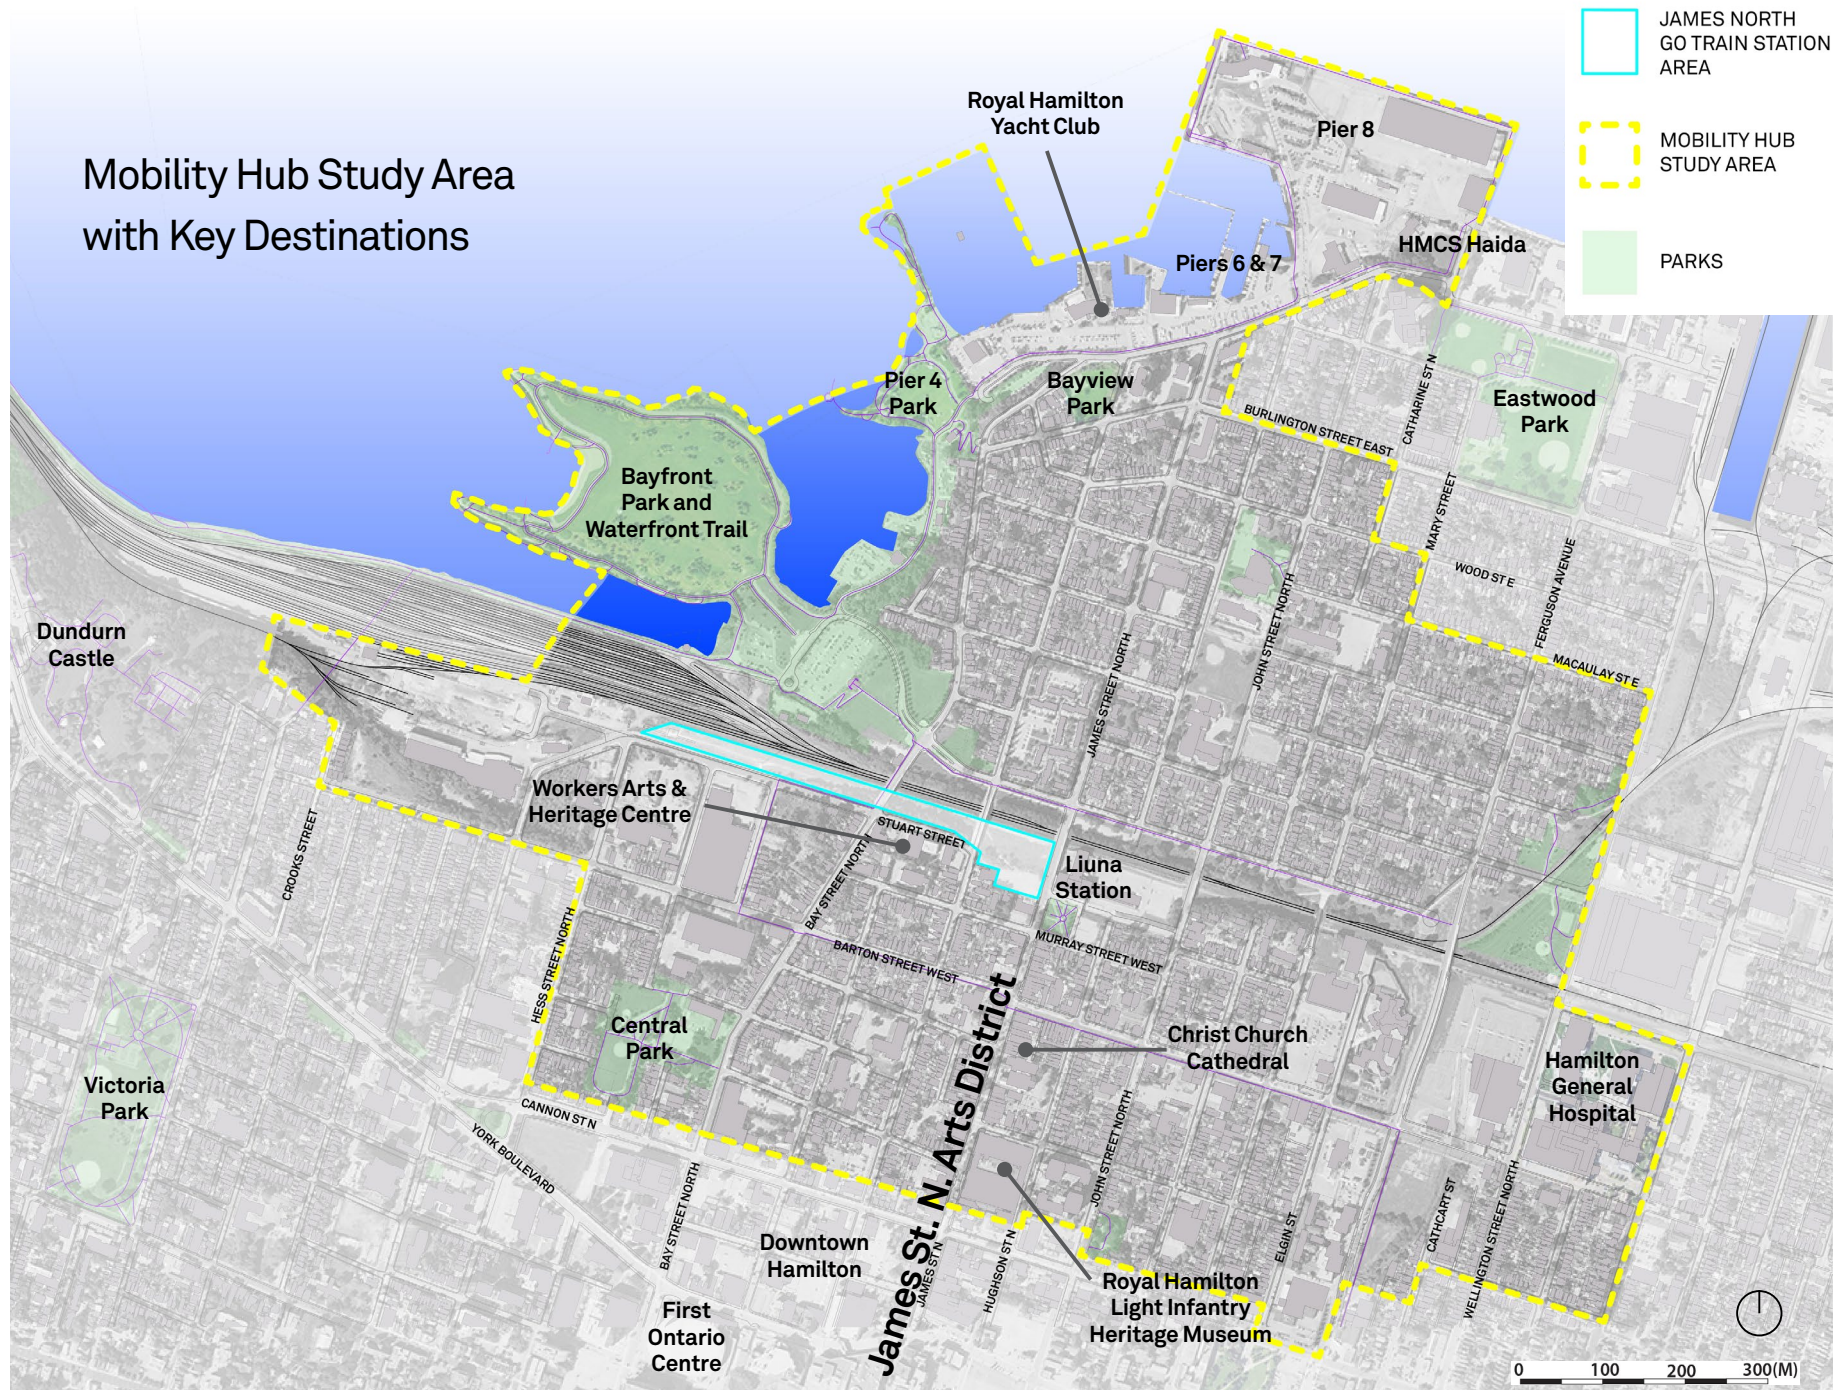 Mobility Hub Study Area
with Key Destinations
JAMES NORTH
GO TRAIN STATION
AREA
MOBILITY HUB
STUDY AREA
PARKS
Royal Hamilton
Yacht Club
Pier 8
HMCS Haida
Piers 6 & 7
Pier 4
Park
Bayview
Park
CATHARINE ST N
Eastwood
Park
BURLINGTON STREET EAST
Bayfront
Park and
Waterfront Trail
MARY STREET
WOOD ST E
FERGUSON AVENUE
JOHN STREET NORTH
Dundurn
Castle
JAMES STREET NORTH
MACAULAY ST E
Workers Arts &
Heritage Centre
STUART STREET
CROOKS STREET
BAY STREET NORTH
Liuna
Station
HESS STREET NORTH
BARTON STREET WEST
MURRAY STREET WEST
James St. N. Arts District
Central
Park
Christ Church
Cathedral
Hamilton
General
Hospital
Victoria
Park
CANNON ST N
YORK BOULEVARD
JOHN STREET NORTH
BAY STREET NORTH
CATHCART ST
WELLINGTON STREET NORTH
ELGIN ST
Downtown
Hamilton
JAMES ST N
HUGHSON ST N
Royal Hamilton
Light Infantry
Heritage Museum
First
Ontario
Centre
0 100 200 300(M)